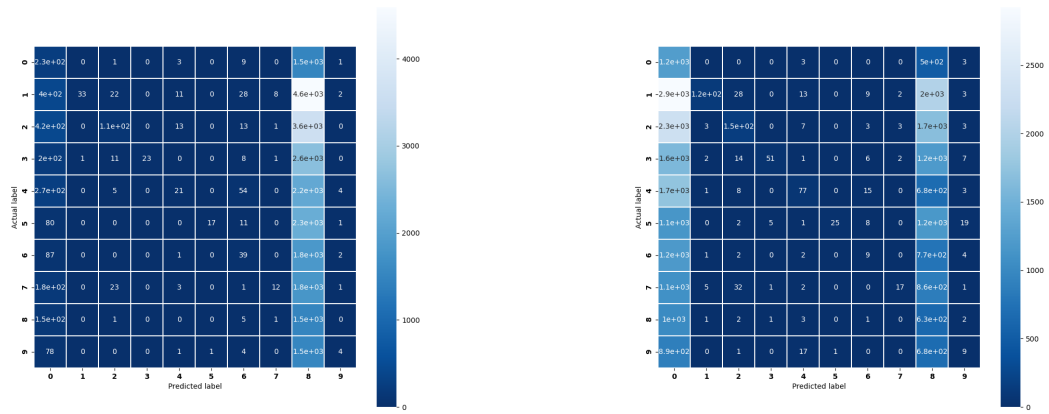 0 2.3e+02 0 1 0 3 0 9 0 1.5e+03 1
1 4e+02 33 22 0 11 0 28 8 4.6e+03 2
2 4.2e+02 0 1.1e+02 0 13 0 13 1 3.6e+03 0
3 2e+02 1 11 23 0 0 8 1 2.6e+03 0
4 2.7e+02 0 5 0 21 0 54 0 2.2e+03 4
5 80 0 0 0 0 17 11 0 2.3e+03 1
6 87 0 0 0 1 0 39 0 1.8e+03 2
7 1.8e+02 0 23 0 3 0 1 12 1.8e+03 1
8 1.5e+02 0 1 0 0 0 5 1 1.5e+03 0
9 78 0 0 0 1 1 4 0 1.5e+03 4
0 1 2 3 4 5 6 7 8 9
Predicted label
Actual label
4000
3000
2000
1000
0
0 1.2e+03 0 0 0 3 0 0 0 5e+02 3
1 2.9e+03 1.2e+02 28 0 13 0 9 2 2e+03 3
2 2.3e+03 3 1.5e+02 0 7 0 3 3 1.7e+03 3
3 1.6e+03 2 14 51 1 0 6 2 1.2e+03 7
4 1.7e+03 1 8 0 77 0 15 0 6.8e+02 3
5 1.1e+03 0 2 5 1 25 8 0 1.2e+03 19
6 1.2e+03 1 2 0 2 0 9 0 7.7e+02 4
7 1.1e+03 5 32 1 2 0 0 17 8.6e+02 1
8 1e+03 1 2 1 3 0 1 0 6.3e+02 2
9 8.9e+02 0 1 0 17 1 0 0 6.8e+02 9
0 1 2 3 4 5 6 7 8 9
Predicted label
Actual label
2500
2000
1500
1000
500
0